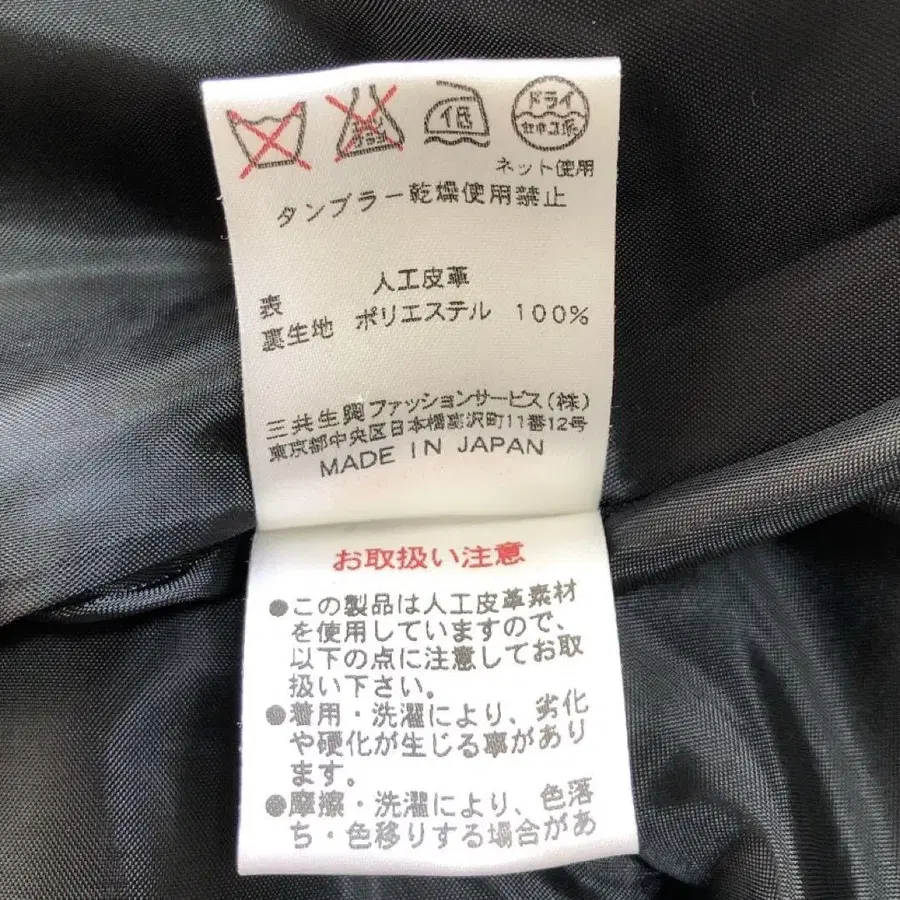 低
ドライ
セキユ系
ネット使用
タンブラー乾燥使用禁止
表 人工皮革
裏生地 ポリエステル 100%
三共生興ファッションサービス(株)
東京都中央区日本橋富沢町11番12号
MADE IN JAPAN
お取扱い注意
●この製品は人工皮革素材
を使用していますので、
以下の点に注意してお取
扱い下さい。
●着用・洗濯により、劣化
や硬化が生じる事があり
ます。
●摩擦・洗濯により、色落
ち・色移りする場合があ